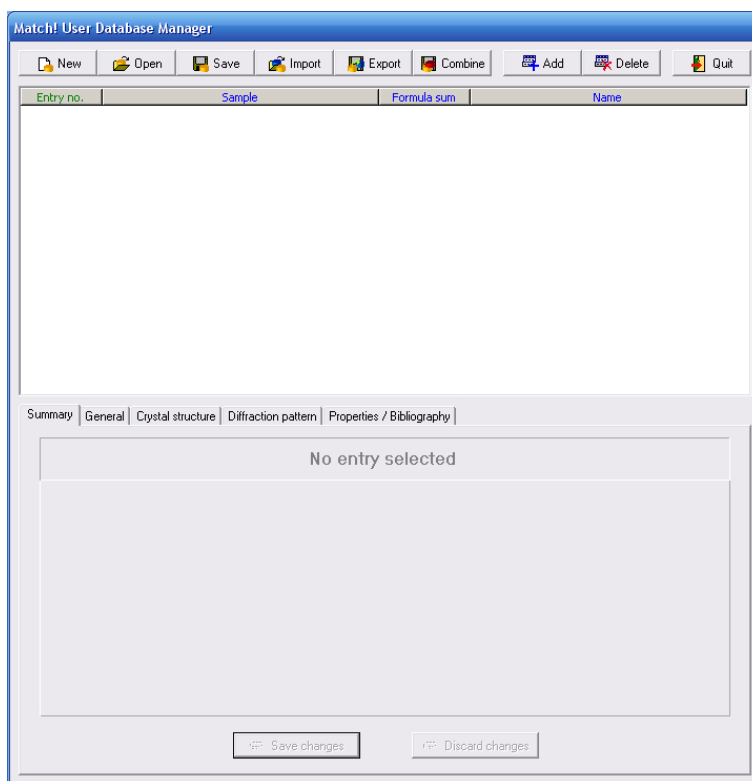 Match! User Database Manager
New Open Save Import Export Combine Add Delete Quit
Entry no. Sample Formula sum Name
Summary General Crystal structure Diffraction pattern Properties / Bibliography
No entry selected
Save changes Discard changes